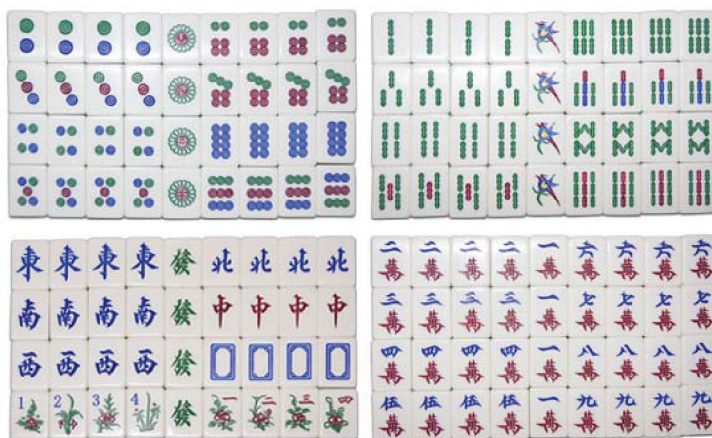 東 東 東 東 發 北 北 北 北
南 南 南 南 發 中 中 中 中
西 西 西 西 發
1 2 3 4 發 一 二 三 四
二萬 二萬 二萬 二萬 一萬 六萬 六萬 六萬 六萬
三萬 三萬 三萬 三萬 一萬 七萬 七萬 七萬 七萬
四萬 四萬 四萬 四萬 一萬 八萬 八萬 八萬 八萬
伍萬 伍萬 伍萬 伍萬 一萬 九萬 九萬 九萬 九萬